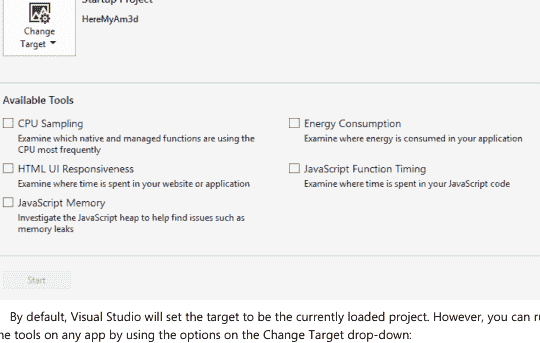 Startup Project
Change
Target
HereMyAm3d
Available Tools
CPU Sampling
Examine which native and managed functions are using the
CPU most frequently
Energy Consumption
Examine where energy is consumed in your application
HTML UI Responsiveness
Examine where time is spent in your website or application
JavaScript Function Timing
Examine where time is spent in your JavaScript code
JavaScript Memory
Investigate the JavaScript heap to help find issues such as
memory leaks
Start
By default, Visual Studio will set the target to be the currently loaded project. However, you can
tools on any app by using the options on the Change Target drop-down: